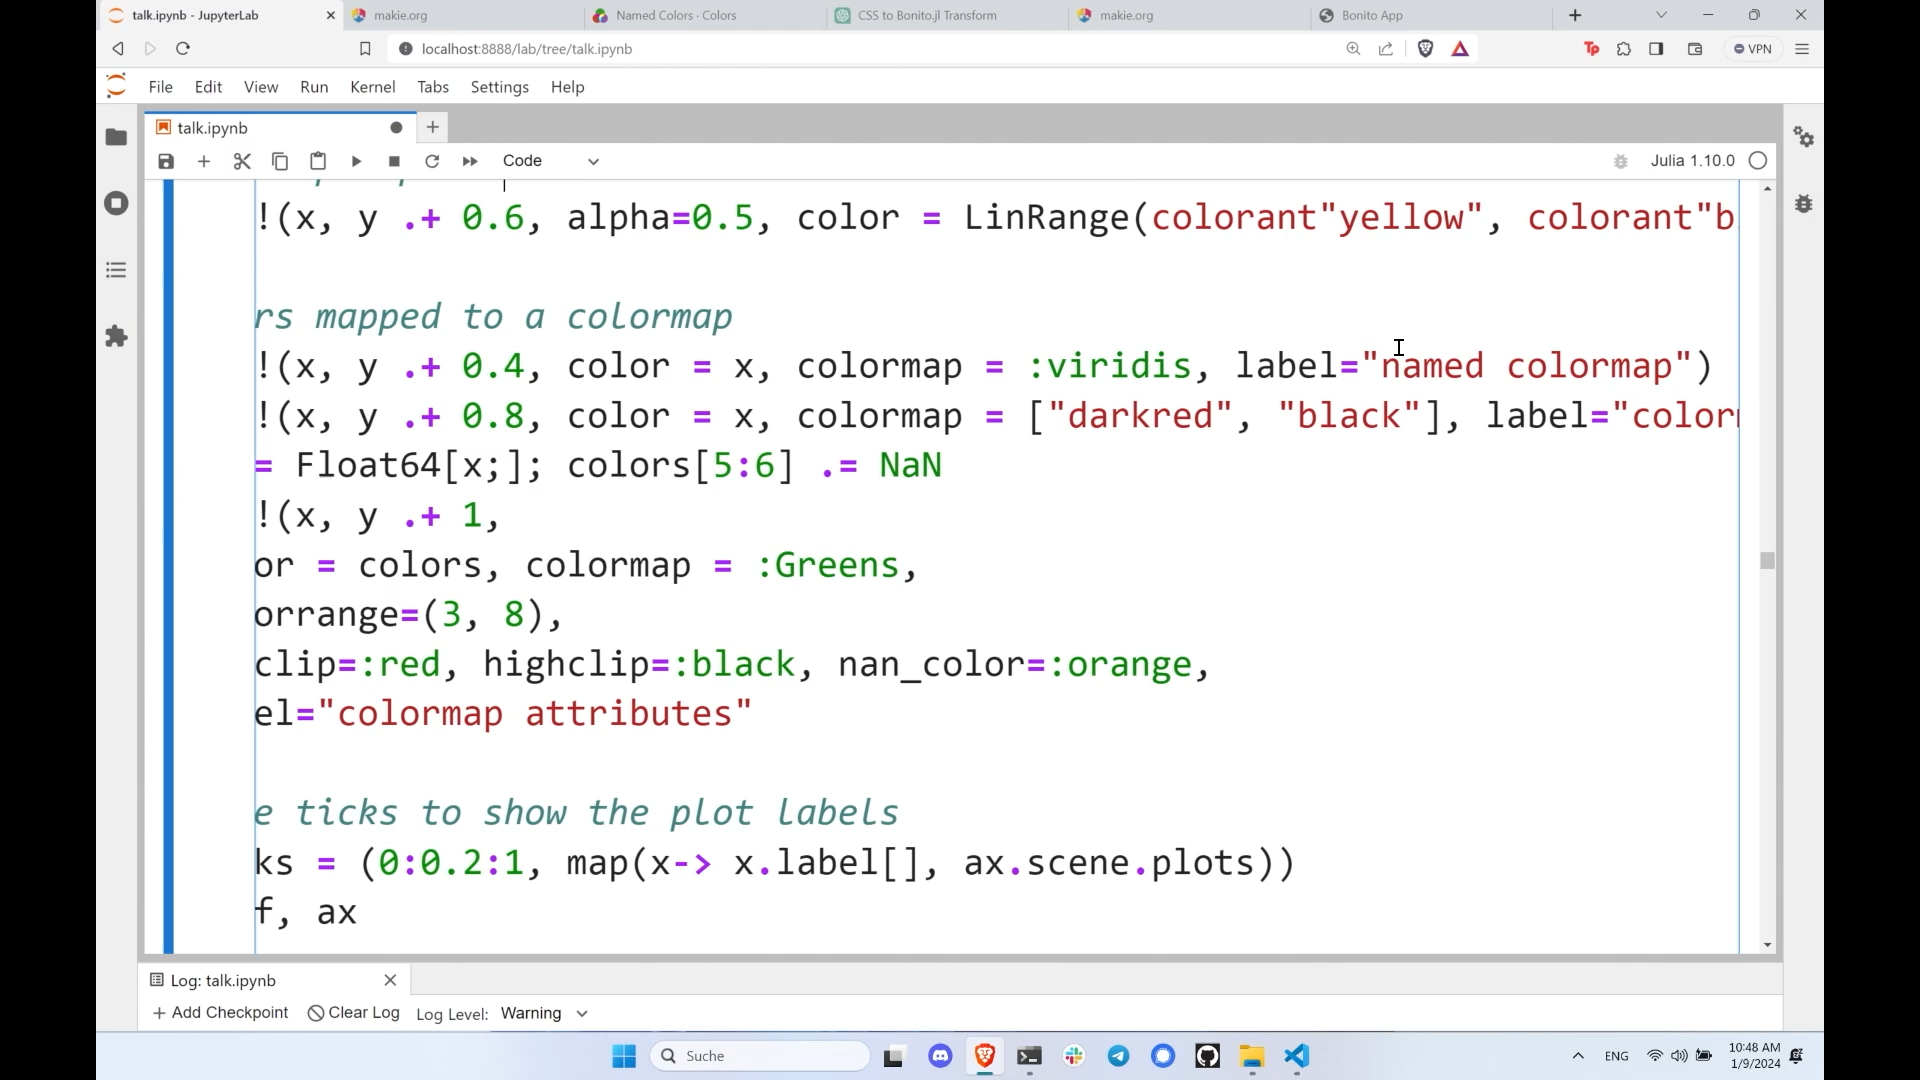 talk.ipynb - JupyterLab
makie.org
Named Colors · Colors
CSS to Bonito.jl Transform
makie.org
Bonito App
localhost:8888/lab/tree/talk.ipynb
Tp
VPN
File Edit View Run Kernel Tabs Settings Help
talk.ipynb
Code
Julia 1.10.0
!(x, y .+ 0.6, alpha=0.5, color = LinRange(colorant"yellow", colorant"b
rs mapped to a colormap
!(x, y .+ 0.4, color = x, colormap = :viridis, label="named colormap")
!(x, y .+ 0.8, color = x, colormap = ["darkred", "black"], label="color
= Float64[x;]; colors[5:6] .= NaN
!(x, y .+ 1,
or = colors, colormap = :Greens,
orrange=(3, 8),
clip=:red, highclip=:black, nan_color=:orange,
el="colormap attributes"
e ticks to show the plot labels
ks = (0:0.2:1, map(x-> x.label[], ax.scene.plots))
f, ax
Log: talk.ipynb
Add Checkpoint Clear Log Log Level: Warning
Suche
ENG
10:48 AM
1/9/2024